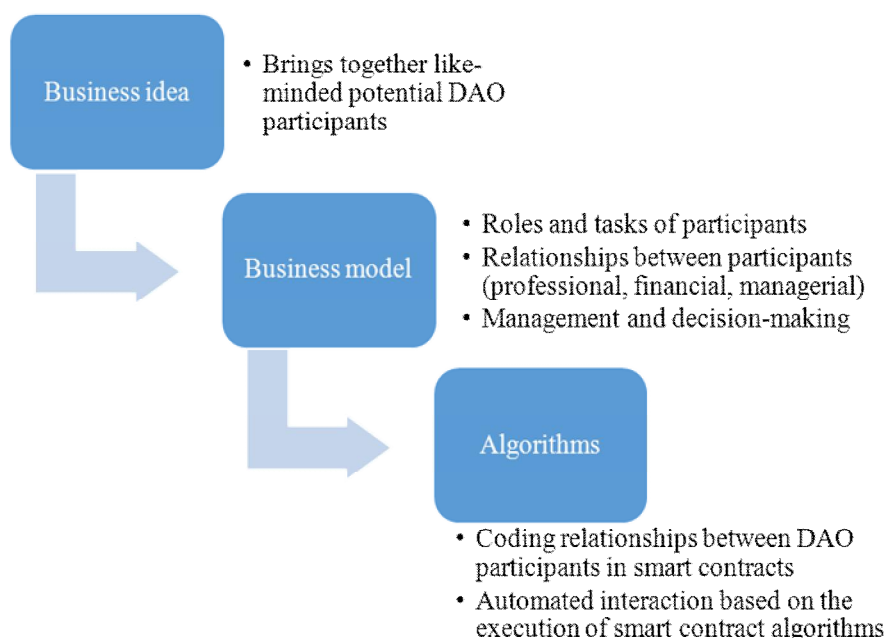 Business idea
• Brings together like-
minded potential DAO
participants
Business model
• Roles and tasks of participants
• Relationships between participants
(professional, financial, managerial)
• Management and decision-making
Algorithms
• Coding relationships between DAO
participants in smart contracts
• Automated interaction based on the
execution of smart contract algorithms